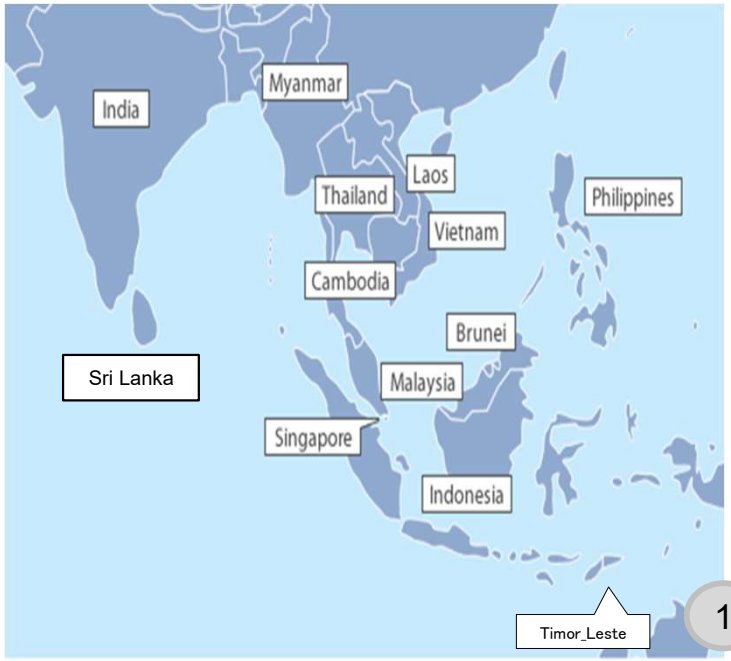 Myanmar
India
Laos
Thailand
Philippines
Vietnam
Cambodia
Brunei
Sri Lanka
Malaysia
Singapore
Indonesia
Timor_Leste
1